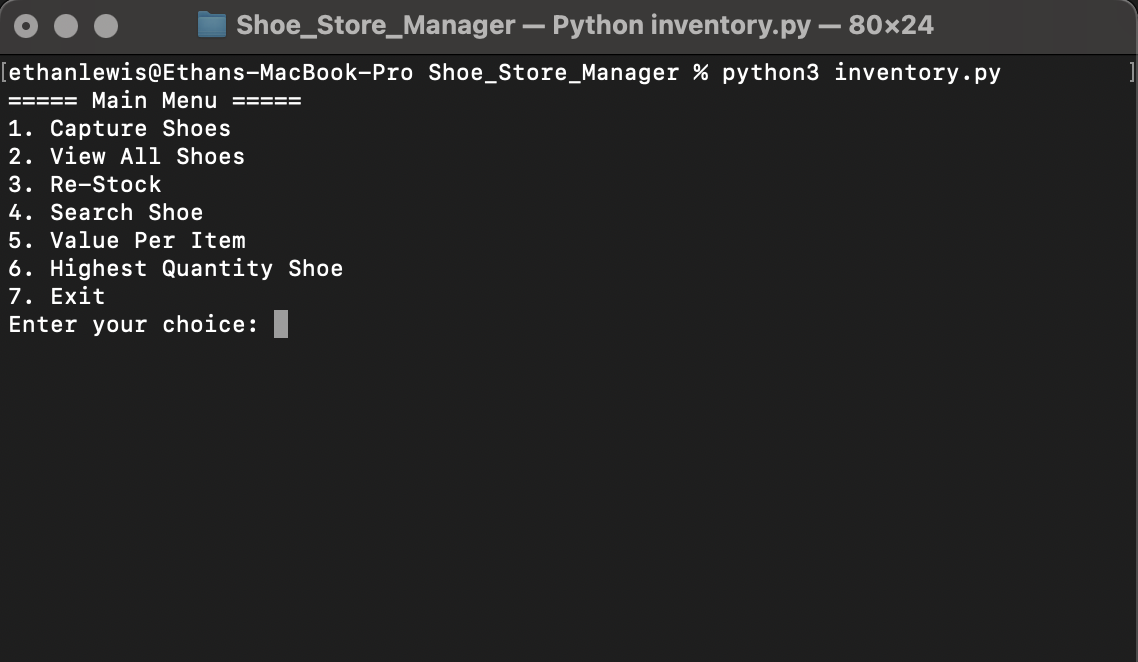 Shoe_Store_Manager — Python inventory.py — 80×24
[ethanlewis@Ethans-MacBook-Pro Shoe_Store_Manager % python3 inventory.py ]
===== Main Menu =====
1. Capture Shoes
2. View All Shoes
3. Re-Stock
4. Search Shoe
5. Value Per Item
6. Highest Quantity Shoe
7. Exit
Enter your choice: